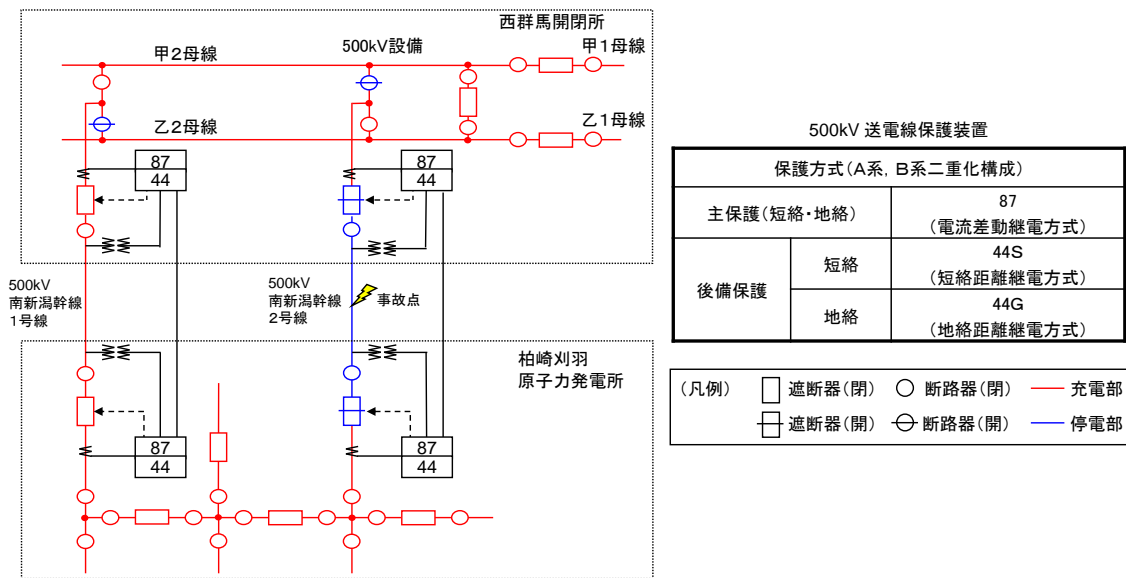 西群馬開閉所
甲2母線
500kV設備
甲1母線
乙2母線
乙1母線
87
44
87
44
500kV
南新潟幹線
1号線
500kV
南新潟幹線
2号線
事故点
柏崎刈羽
原子力発電所
87
44
87
44
500kV 送電線保護装置
保護方式(A系, B系二重化構成)
主保護(短絡・地絡)
87
(電流差動継電方式)
後備保護
短絡
44S
(短絡距離継電方式)
地絡
44G
(地絡距離継電方式)
(凡例)
遮断器(閉)
断路器(閉)
充電部
遮断器(開)
断路器(開)
停電部